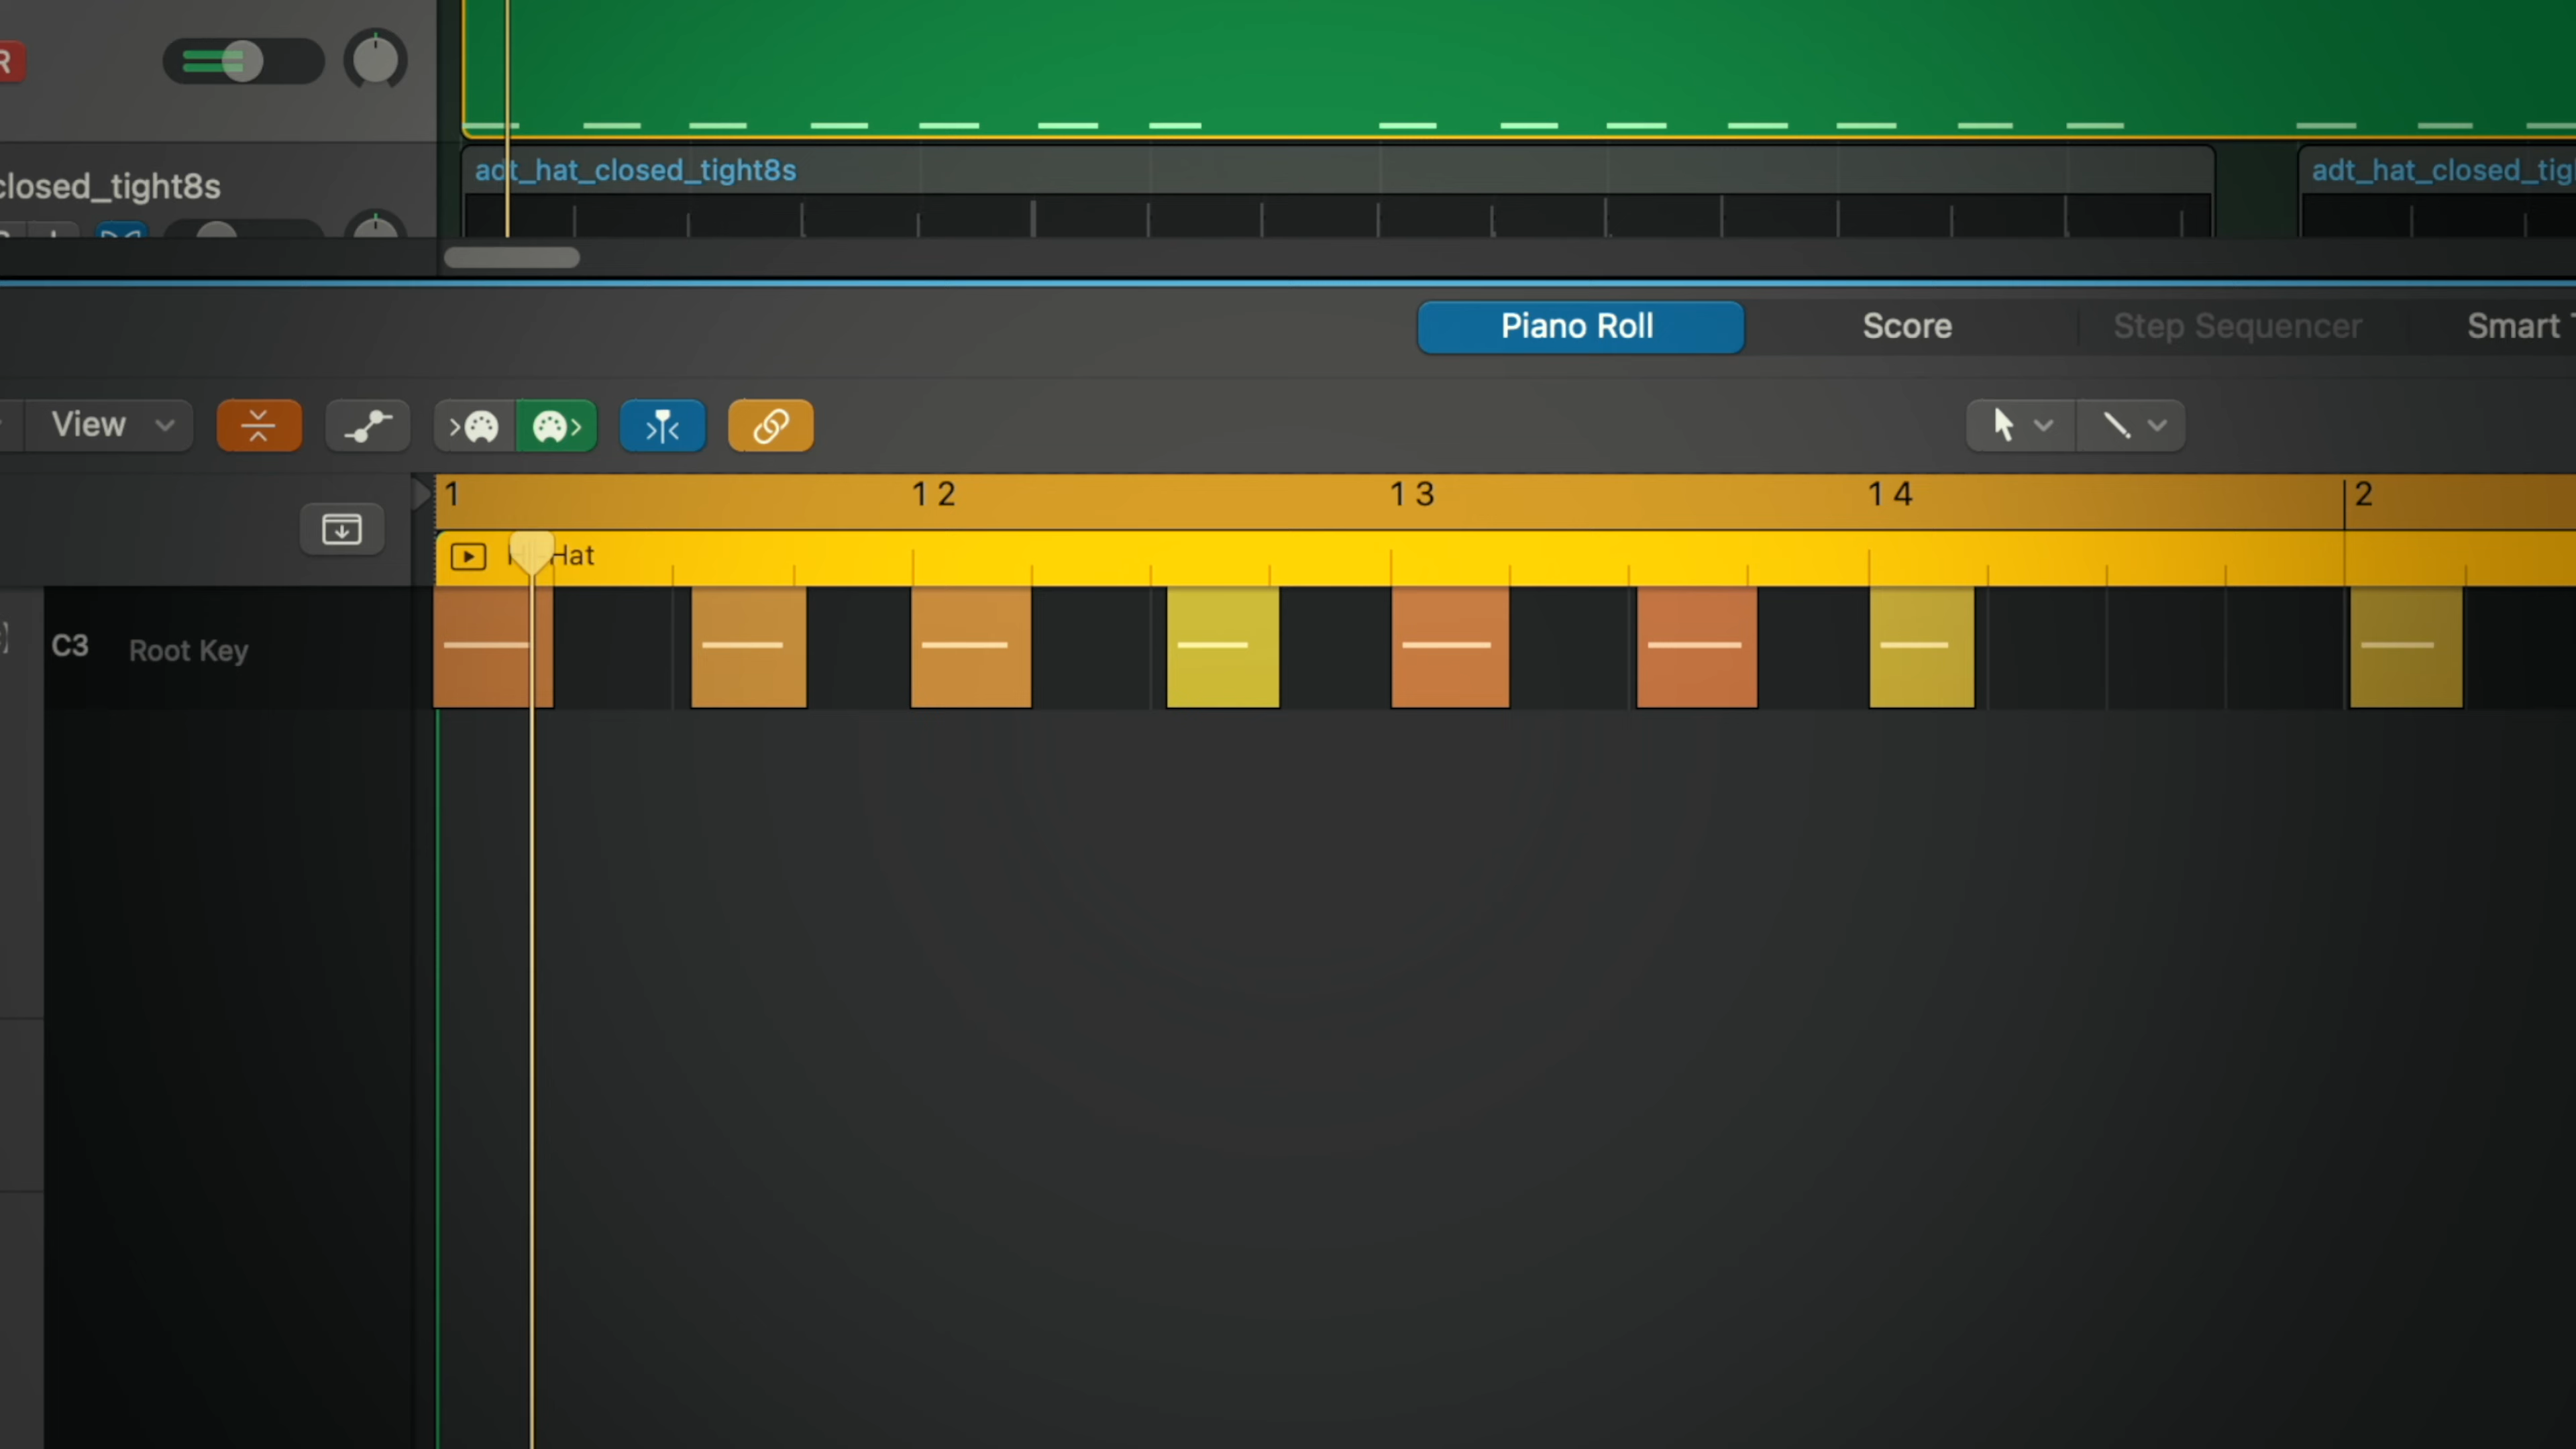 R
closed_tight8s
adt_hat_closed_tight8s
adt_hat_closed_tig
Piano Roll
Score
Step Sequencer
Smart
View
1
1 2
1 3
1 4
2
Hat
C3
Root Key